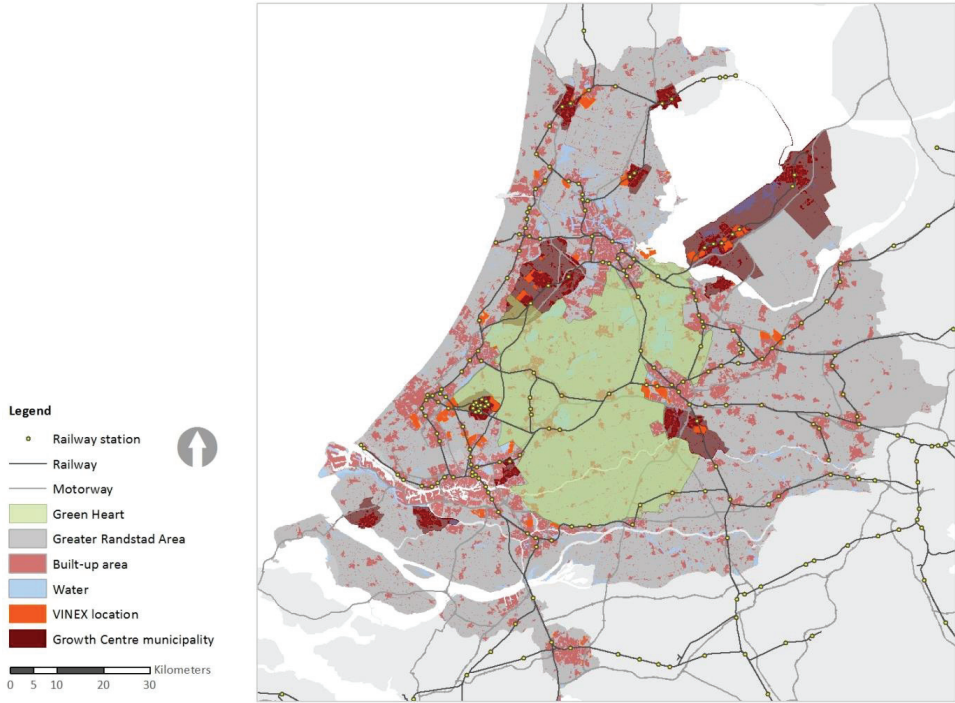 Legend
Railway station
Railway
Motorway
Green Heart
Greater Randstad Area
Built-up area
Water
VINEX location
Growth Centre municipality
Kilometers
0 5 10 20 30